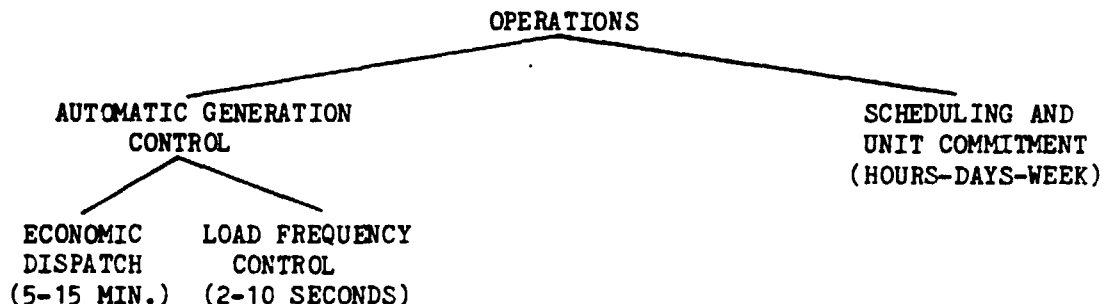 OPERATIONS
AUTOMATIC GENERATION
CONTROL
SCHEDULING AND
UNIT COMMITMENT
(HOURS-DAYS-WEEK)
ECONOMIC
DISPATCH
(5-15 MIN.)
LOAD FREQUENCY
CONTROL
(2-10 SECONDS)